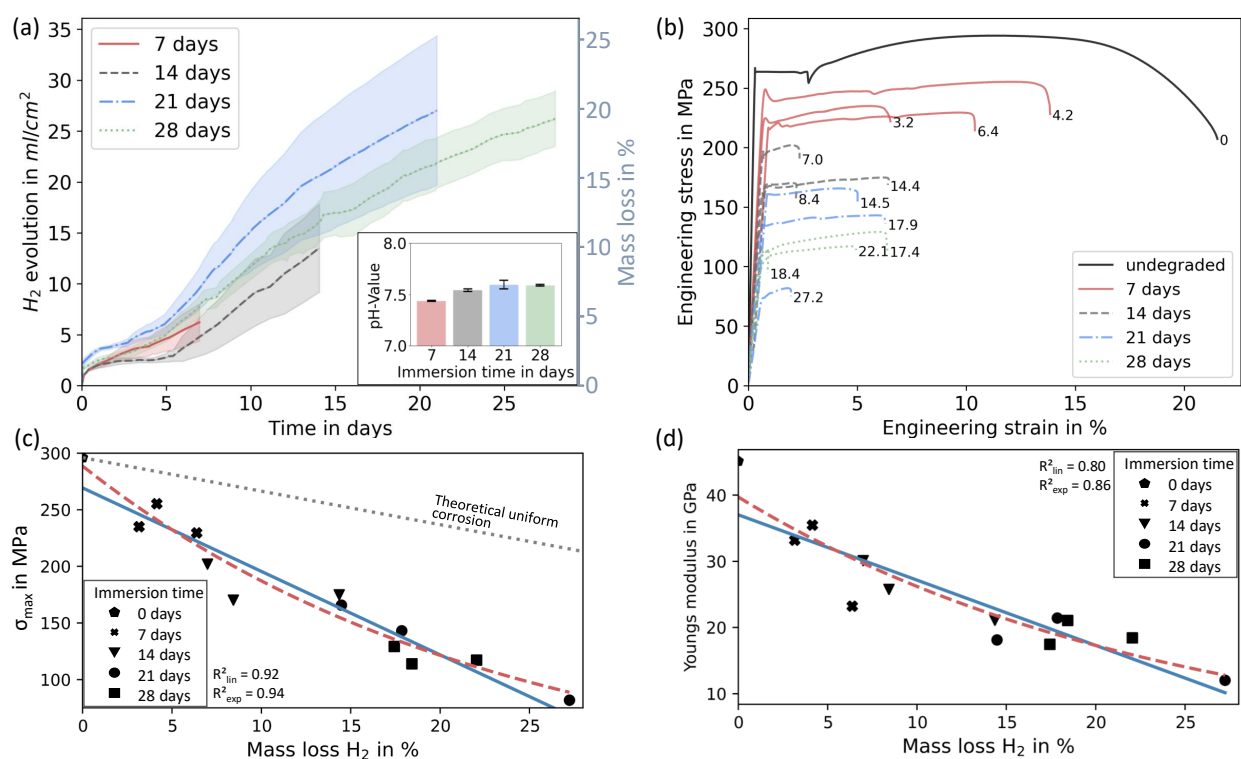 (a)
H₂ evolution in ml/cm²
35
30
25
20
15
10
5
0
7 days
14 days
21 days
28 days
0
5
10
15
20
25
Time in days
25
20
15
10
5
0
Mass loss in %
pH-Value
8.0
7.5
7.0
7
14
21
28
Immersion time in days
(b)
Engineering stress in MPa
300
250
200
150
100
50
0
0
4.2
3.2
6.4
7.0
14.4
8.4
14.5
17.9
22.1
17.4
18.4
27.2
undegraded
7 days
14 days
21 days
28 days
0
5
10
15
20
Engineering strain in %
(c)
σmax in MPa
300
250
200
150
100
Theoretical uniform
corrosion
Immersion time
0 days
7 days
14 days
21 days
28 days
R²lin = 0.92
R²exp = 0.94
0
5
10
15
20
25
Mass loss H₂ in %
(d)
Youngs modulus in GPa
40
30
20
10
R²lin = 0.80
R²exp = 0.86
Immersion time
0 days
7 days
14 days
21 days
28 days
0
5
10
15
20
25
Mass loss H₂ in %